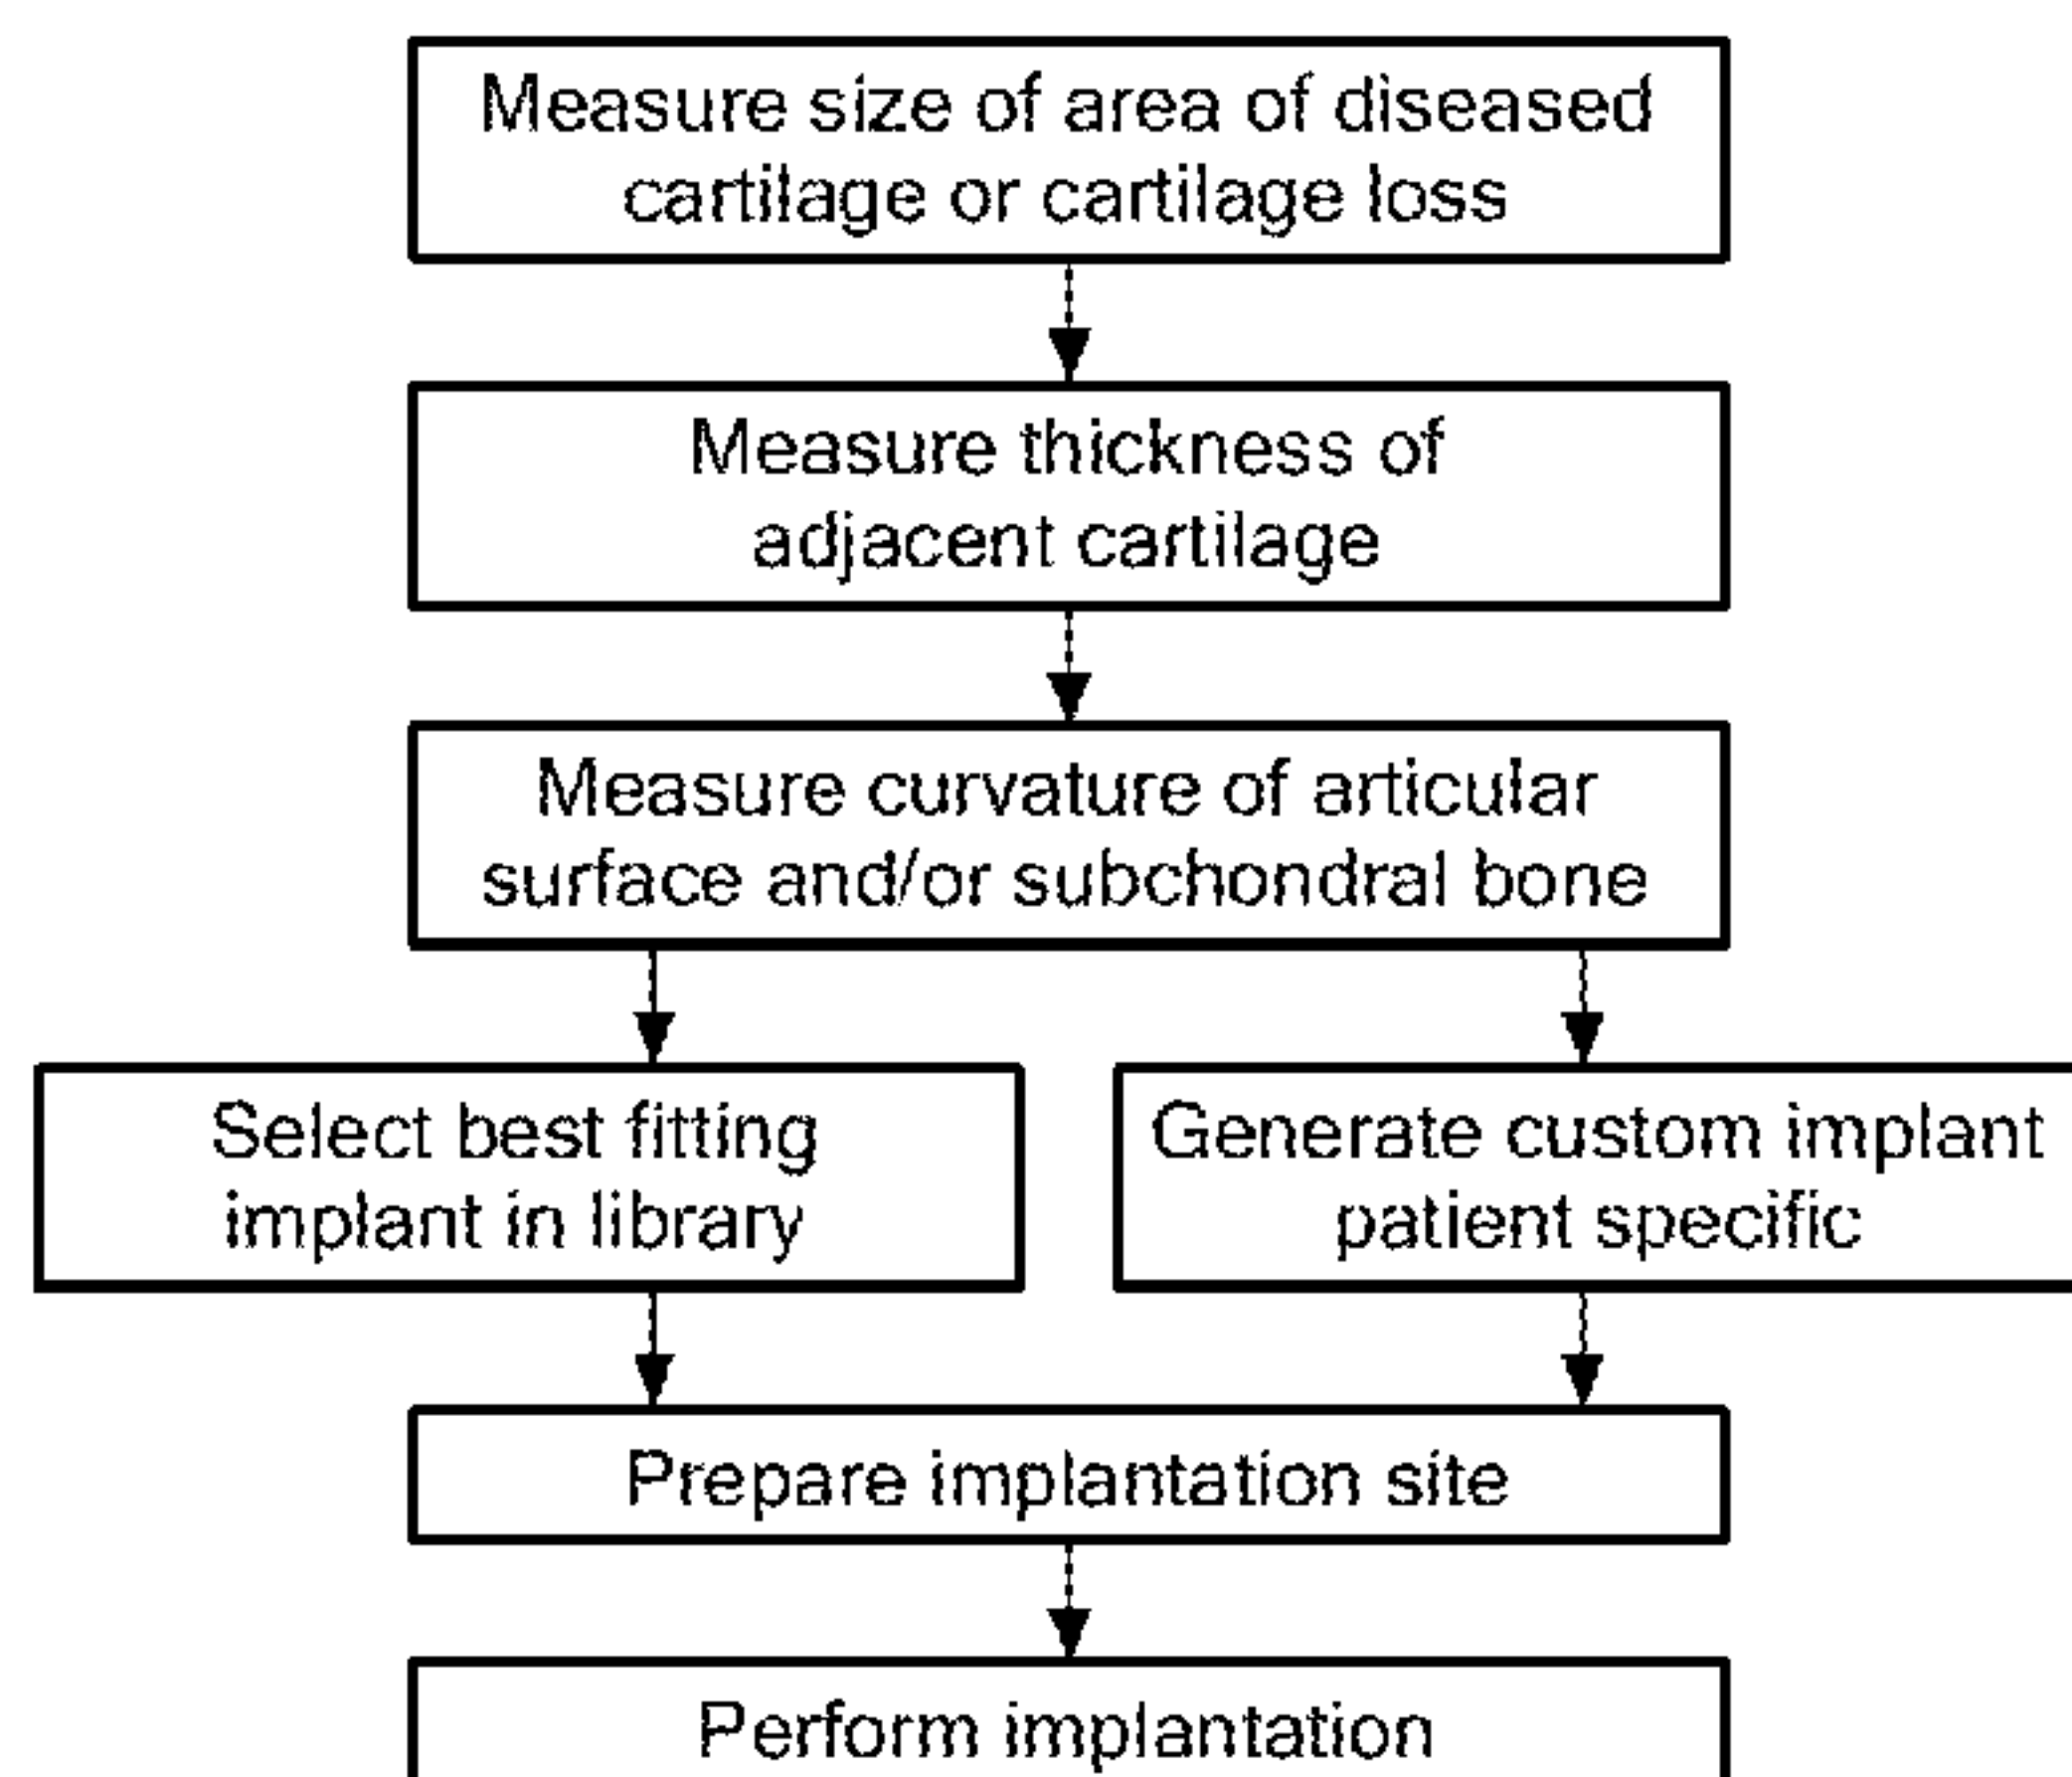 Measure size of area of diseased
cartilage or cartilage loss
Measure thickness of
adjacent cartilage
Measure curvature of articular
surface and/or subchondral bone
Select best fitting
implant in library
Generate custom implant
patient specific
Prepare implantation site
Perform implantation